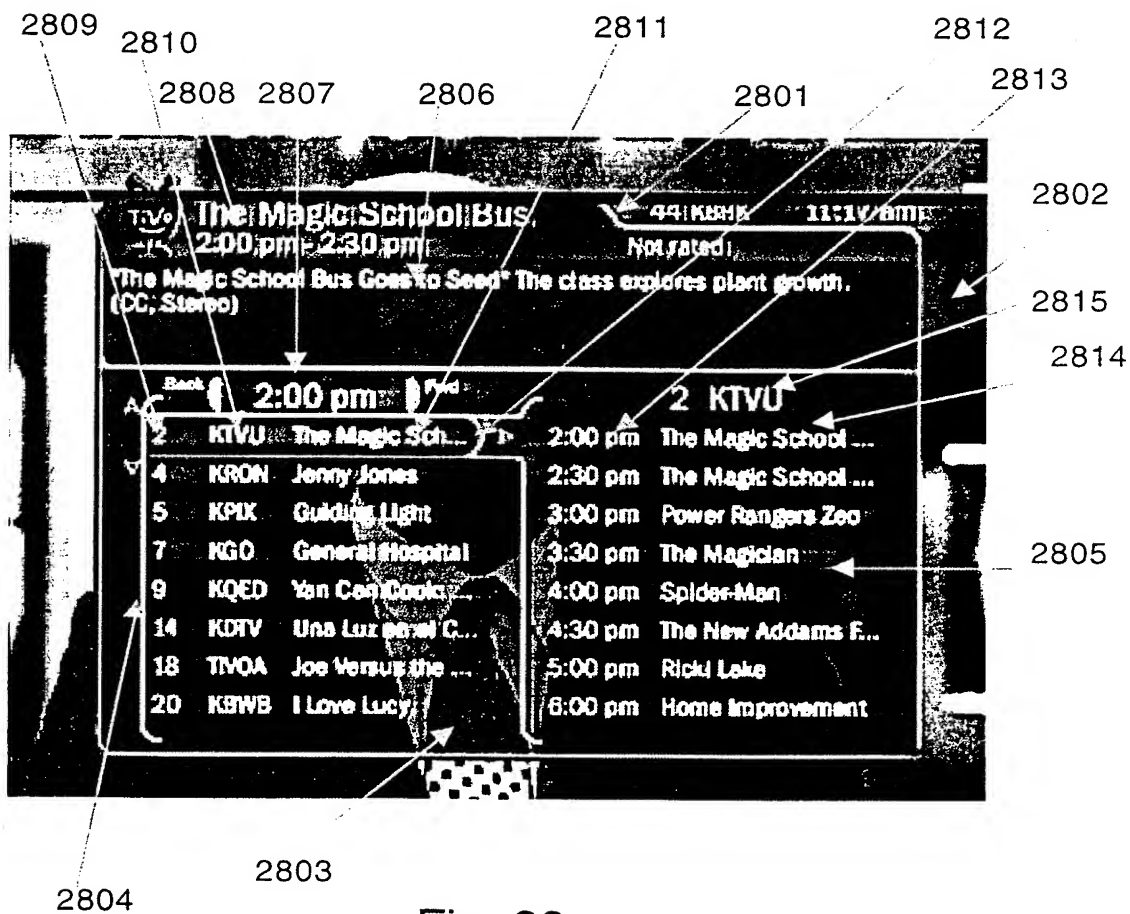 2809 2810 2811 2812
2808 2807 2806 2801 2813
2802
TiVo The Magic School Bus 44 KBHK
2:00 pm - 2:30 pm Not rated
"The Magic School Bus Goes to Seed" The class explores plant growth.
(CC, Stereo)
2815
2814
Back 2:00 pm Fwd 2 KTVU
2 KTVU The Magic Sch... 2:00 pm The Magic School ...
4 KRON Jenny Jones 2:30 pm The Magic School ...
5 KPIX Guiding Light 3:00 pm Power Rangers Zeo
7 KGO General Hospital 3:30 pm The Magician
2805
9 KQED Yan Can Cook: ... 4:00 pm Spider-Man
14 KDTV Una Luz en el C... 4:30 pm The New Addams F...
18 TIVOA Joe Versus the ... 5:00 pm Ricki Lake
20 KBWB I Love Lucy 6:00 pm Home Improvement
2803
2804